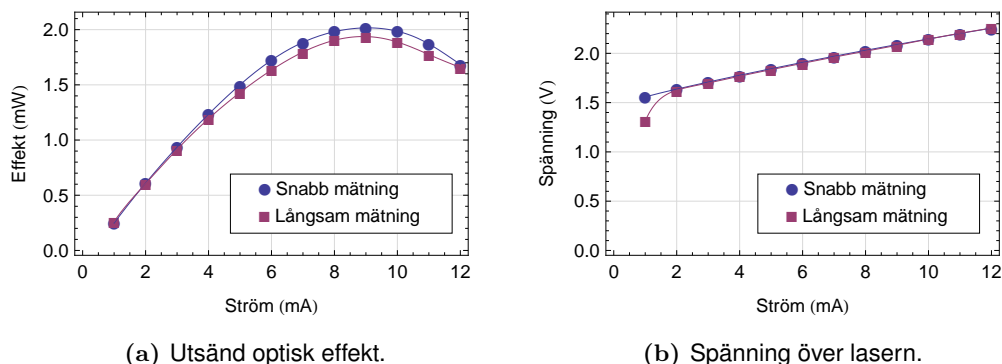 Effekt (mW)
2.0
1.5
1.0
0.5
0.0
0 2 4 6 8 10 12
Ström (mA)
Snabb mätning
Långsam mätning
(a) Utsänd optisk effekt.
Spänning (V)
2.0
1.5
1.0
0.5
0.0
0 2 4 6 8 10 12
Ström (mA)
Snabb mätning
Långsam mätning
(b) Spänning över lasern.